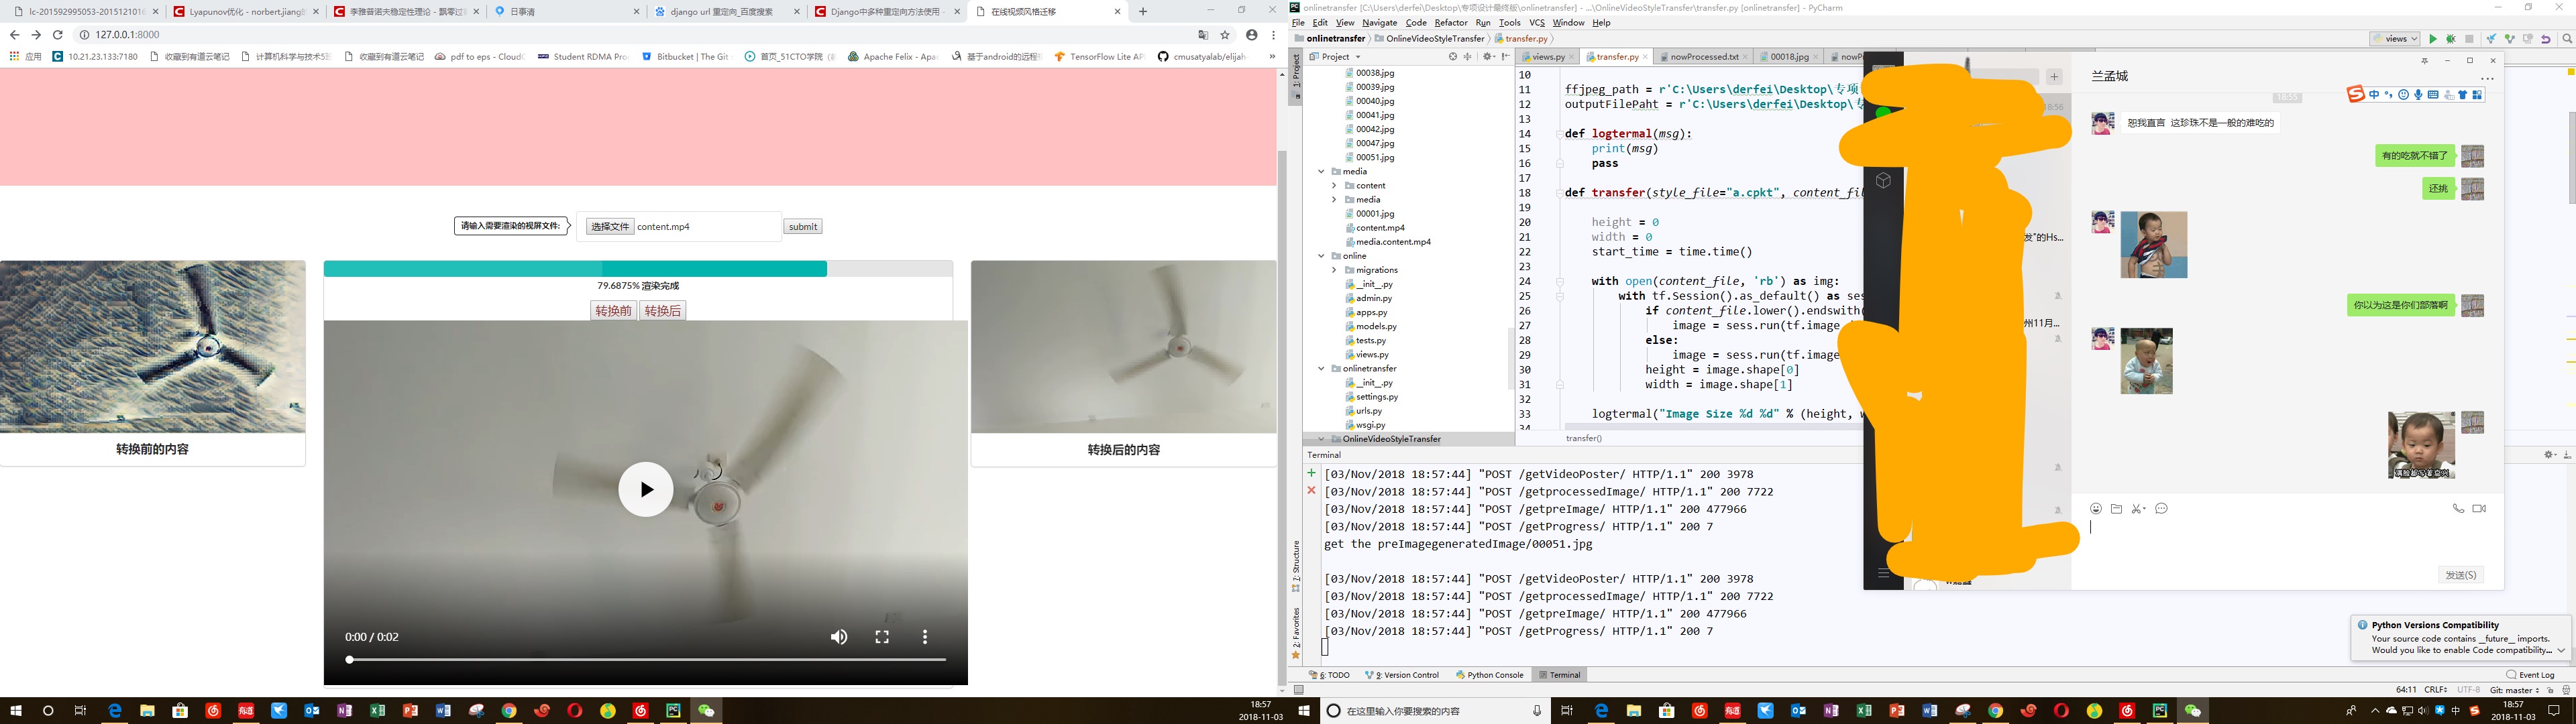 lc-201592995053-2015121016
Lyapunov优化 - norbert.jiang的
李雅普诺夫稳定性理论 - 飘零过
日事清
django url 重定向_百度搜索
Django中多种重定向方法使用 -
在线视频风格迁移
127.0.0.1:8000
应用
10.21.23.133:7180
收藏到有道云笔记
计算机科学与技术5
收藏到有道云笔记
pdf to eps - CloudC
Student RDMA Pro
Bitbucket | The Git
首页_51CTO学院
Apache Felix - Apac
基于android的远程
TensorFlow Lite API
cmusatyalab/elijah-
请输入需要渲染的视屏文件:
选择文件 content.mp4
submit
79.6875% 渲染完成
转换前 转换后
转换前的内容
转换后的内容
0:00 / 0:02
onlinetransfer [C:\Users\derfei\Desktop\专项设计最终版\onlinetransfer] - ...\OnlineVideoStyleTransfer\transfer.py [onlinetransfer] - PyCharm
File Edit View Navigate Code Refactor Run Tools VCS Window Help
onlinetransfer
OnlineVideoStyleTransfer
transfer.py
views
1: Project
Project
views.py
transfer.py
nowProcessed.txt
00018.jpg
00038.jpg
00039.jpg
00040.jpg
00041.jpg
00042.jpg
00047.jpg
00051.jpg
media
content
media
00001.jpg
content.mp4
media.content.mp4
online
migrations
__init__.py
admin.py
apps.py
models.py
tests.py
views.py
onlinetransfer
__init__.py
settings.py
urls.py
wsgi.py
OnlineVideoStyleTransfer
10
11 ffjpeg_path = r'C:\Users\derfei\Desktop\专项
12 outputFilePaht = r'C:\Users\derfei\Desktop\专
13
14 def logtermal(msg):
15 print(msg)
16 pass
17
18 def transfer(style_file="a.cpkt", content_fil
19
20 height = 0
21 width = 0
22 start_time = time.time()
23
24 with open(content_file, 'rb') as img:
25 with tf.Session().as_default() as ses
26 if content_file.lower().endswith(
27 image = sess.run(tf.image
28 else:
29 image = sess.run(tf.image
30 height = image.shape[0]
31 width = image.shape[1]
32
33 logtermal("Image Size %d %d" % (height, w
34
transfer()
Terminal
[03/Nov/2018 18:57:44] "POST /getVideoPoster/ HTTP/1.1" 200 3978
[03/Nov/2018 18:57:44] "POST /getprocessedImage/ HTTP/1.1" 200 7722
[03/Nov/2018 18:57:44] "POST /getpreImage/ HTTP/1.1" 200 477966
[03/Nov/2018 18:57:44] "POST /getProgress/ HTTP/1.1" 200 7
get the preImagegeneratedImage/00051.jpg
[03/Nov/2018 18:57:44] "POST /getVideoPoster/ HTTP/1.1" 200 3978
[03/Nov/2018 18:57:44] "POST /getprocessedImage/ HTTP/1.1" 200 7722
[03/Nov/2018 18:57:44] "POST /getpreImage/ HTTP/1.1" 200 477966
[03/Nov/2018 18:57:44] "POST /getProgress/ HTTP/1.1" 200 7
7: Structure
2: Favorites
6: TODO
9: Version Control
Python Console
Terminal
Event Log
64:11 CRLF UTF-8 Git: master
18:56
发"的Hs...
州11月...
兰孟城
18:55
恕我直言 这珍珠不是一般的难吃的
有的吃就不错了
还挑
你以为这是你们部落啊
发送(S)
中
Python Versions Compatibility
Your source code contains __future__ imports.
Would you like to enable Code compatibility...
18:57
2018-11-03
在这里输入你要搜索的内容
中
18:57
2018-11-03